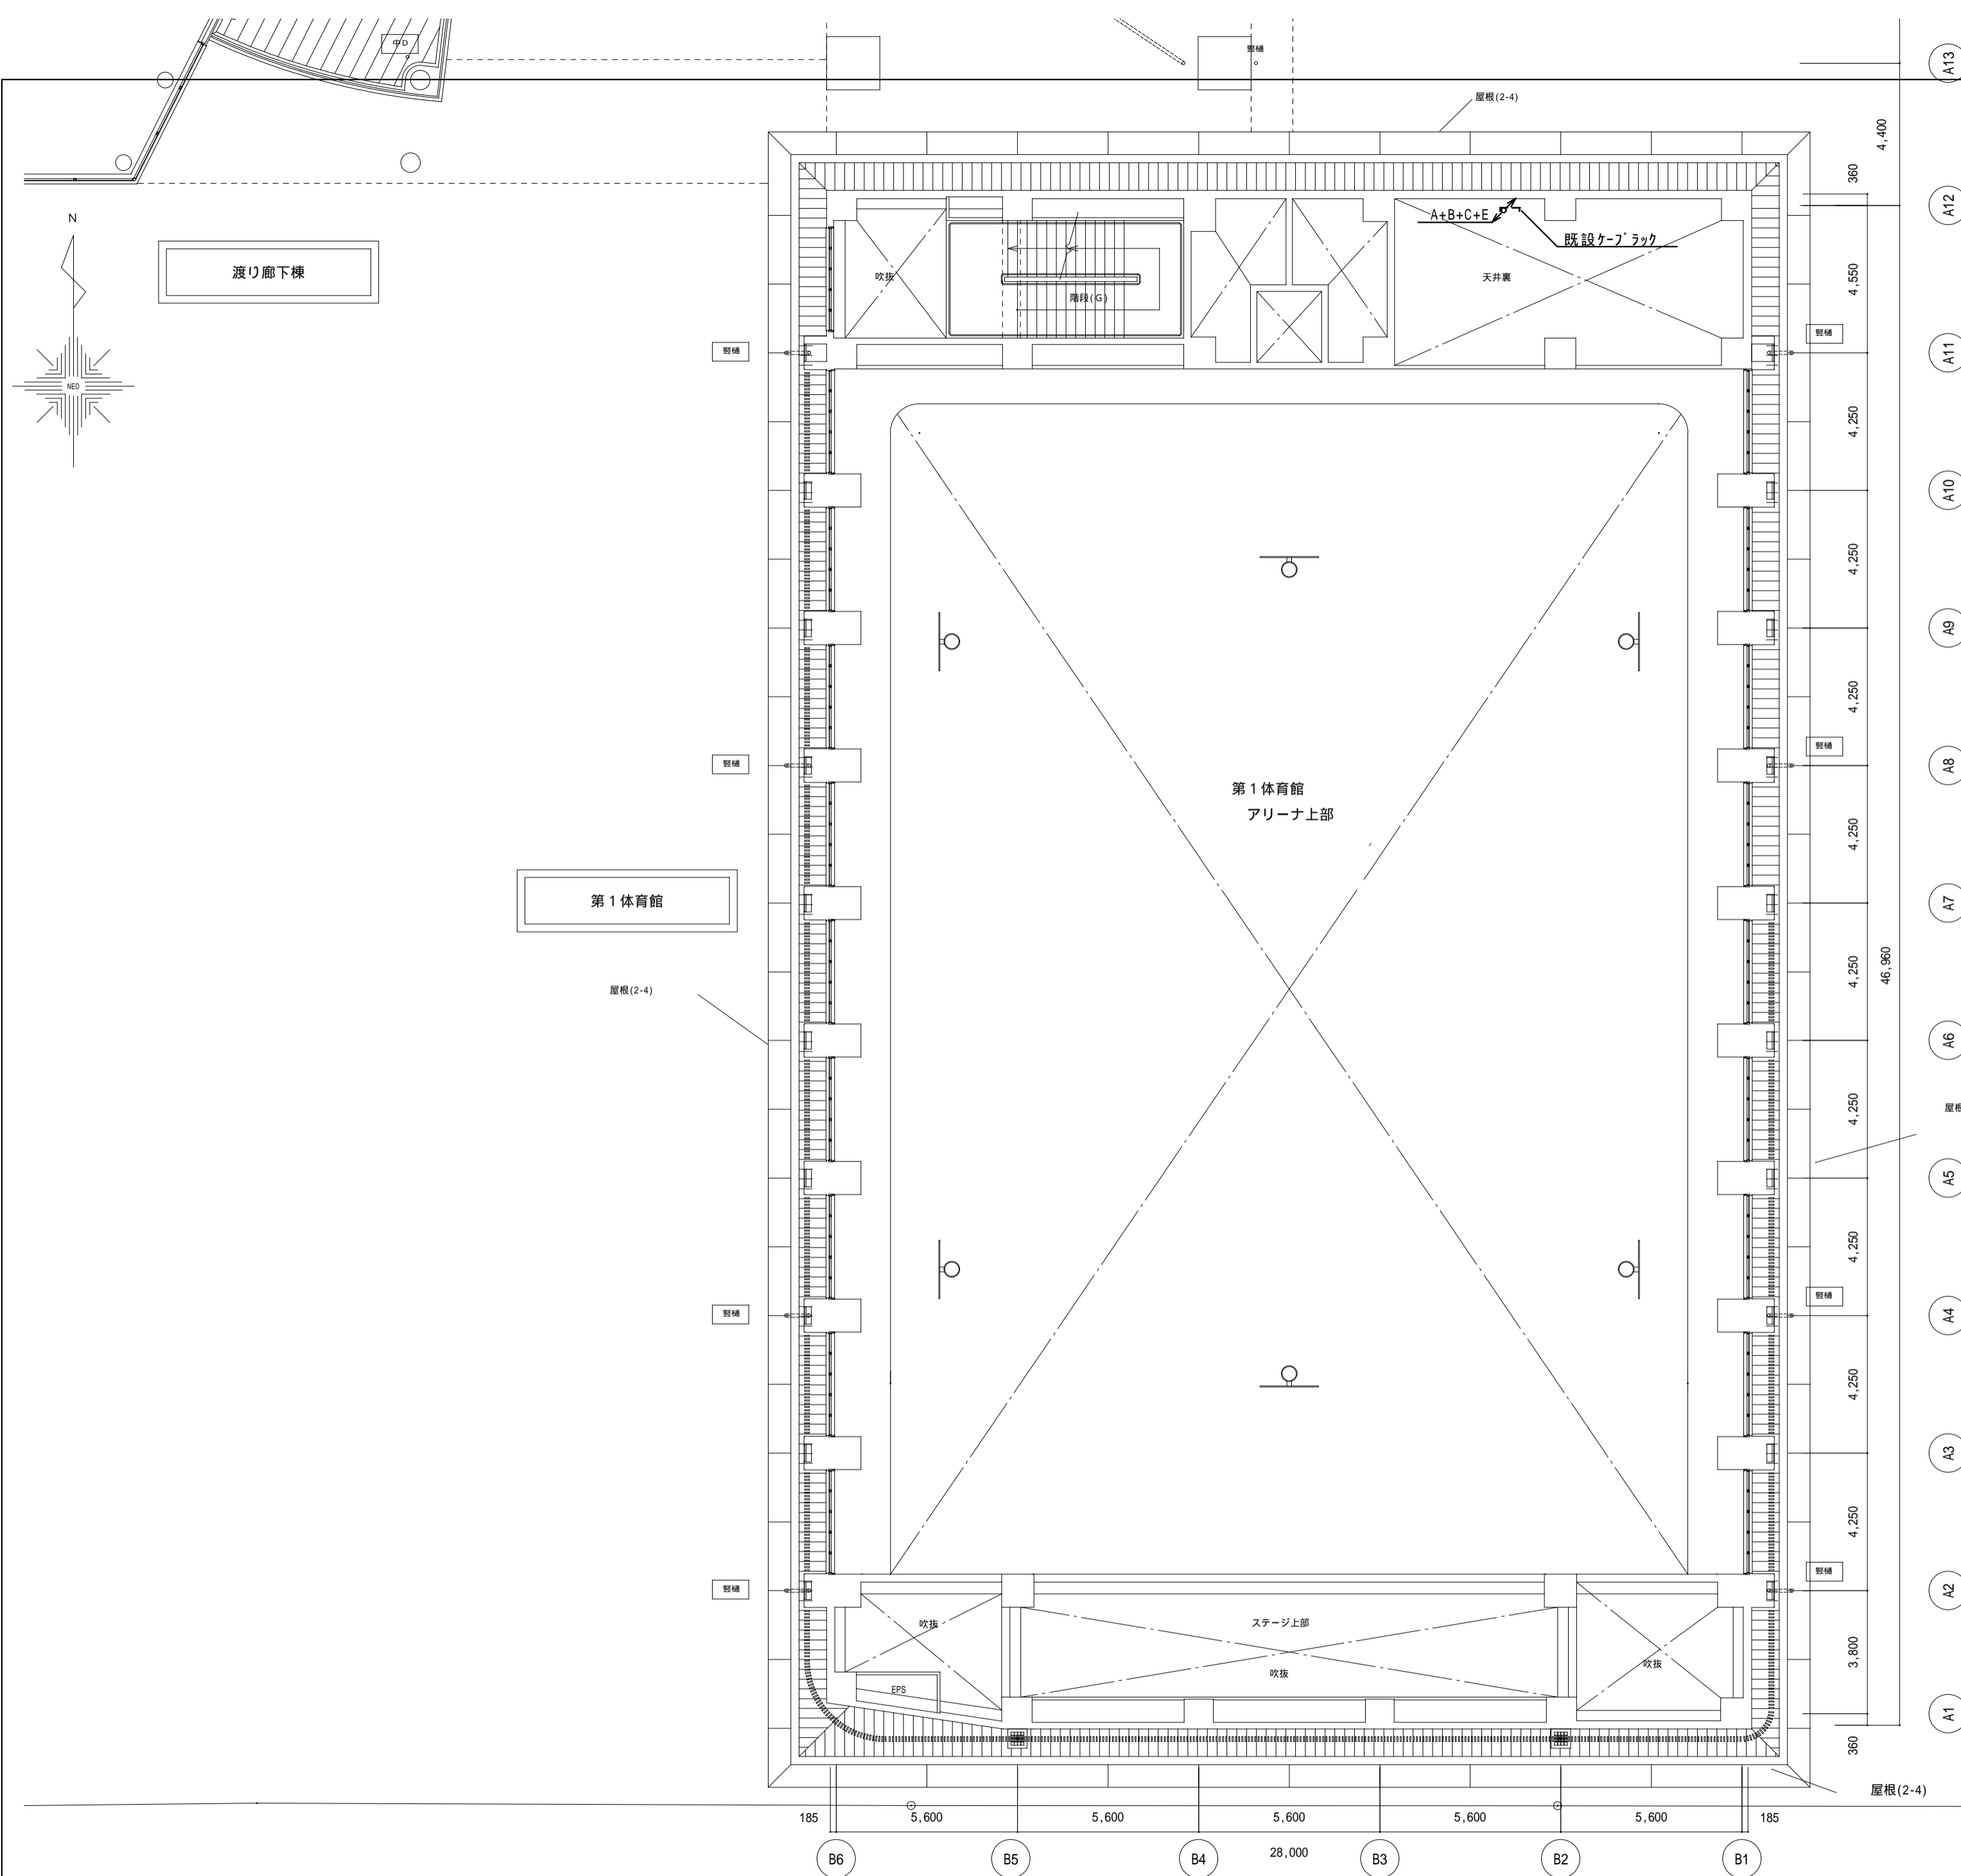 中D
竪樋
A13
屋根(2-4)
4,400
360
A12
N
渡り廊下棟
A+B+C+E
既設ケーブラック
吹抜
階段(G)
天井裏
4,550
竪樋
竪樋
A11
NEO
4,250
A10
4,250
A9
4,250
竪樋
竪樋
A8
第1体育館
アリーナ上部
4,250
第1体育館
A7
4,250
46,960
屋根(2-4)
A6
4,250
A5
4,250
竪樋
竪樋
A4
4,250
A3
4,250
竪樋
竪樋
A2
吹抜
ステージ上部
吹抜
吹抜
3,800
EPS
A1
360
屋根(2-4)
185
5,600
5,600
5,600
5,600
5,600
185
28,000
B6
B5
B4
B3
B2
B1